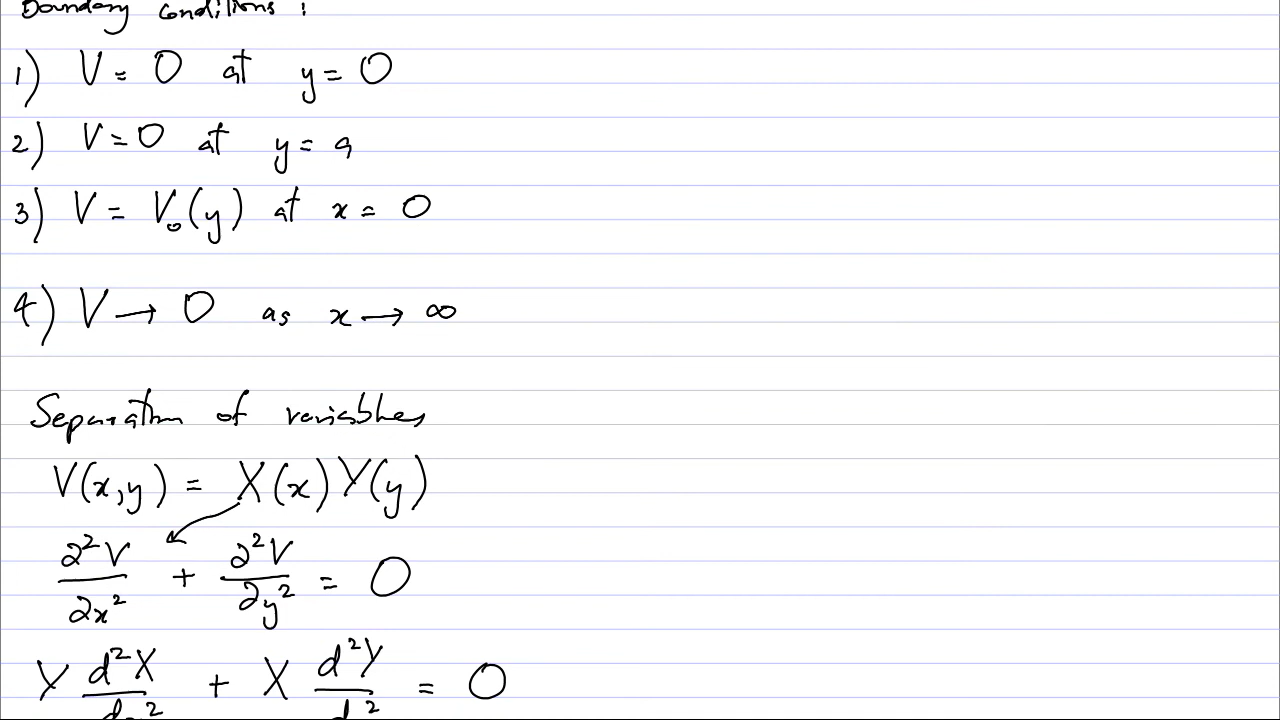 Boundary Conditions :
1) V = 0 at y = 0
2) V = 0 at y = a
3) V = V₀(y) at x = 0
4) V → 0 as x → ∞
Separation of variables
V(x,y) = X(x) Y(y)
∂²V/∂x² + ∂²V/∂y² = 0
Y d²X/dx² + X d²Y/d ² = 0